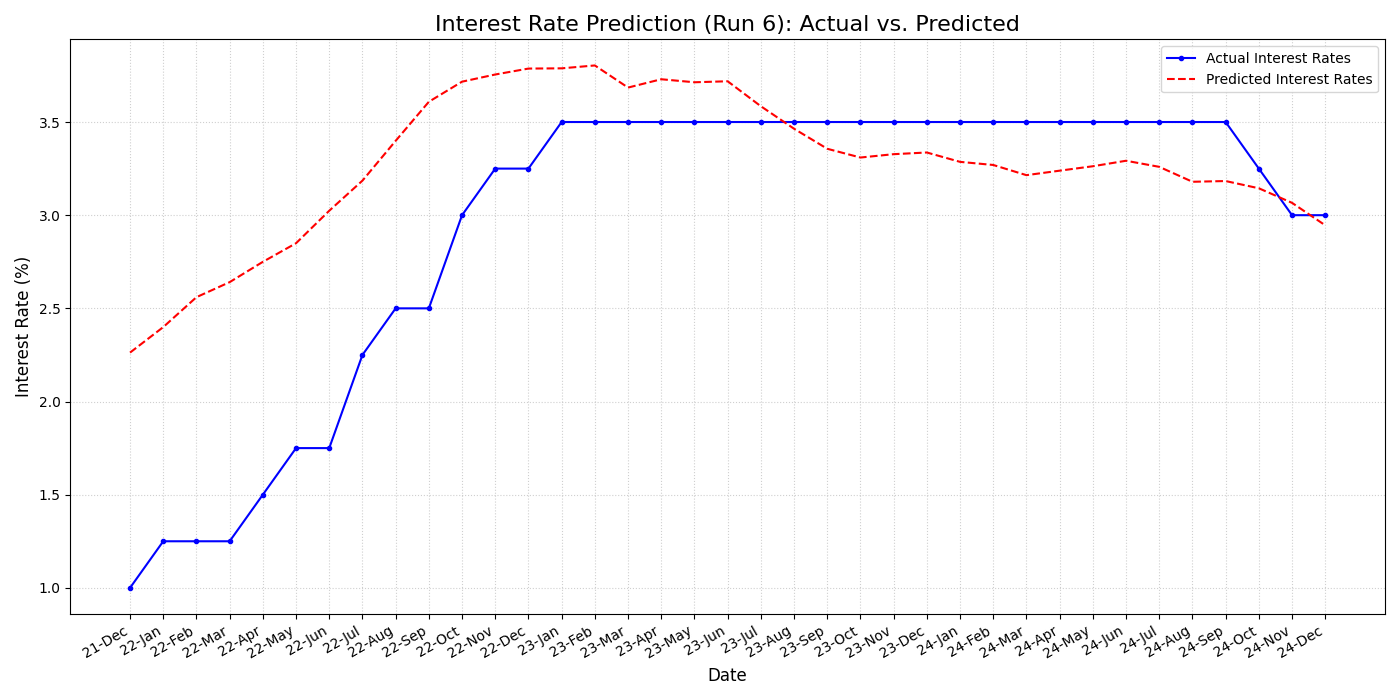 Interest Rate Prediction (Run 6): Actual vs. Predicted
Actual Interest Rates
Predicted Interest Rates
Interest Rate (%)
3.5
3.0
2.5
2.0
1.5
1.0
21-Dec
22-Jan
22-Feb
22-Mar
22-Apr
22-May
22-Jun
22-Jul
22-Aug
22-Sep
22-Oct
22-Nov
22-Dec
23-Jan
23-Feb
23-Mar
23-Apr
23-May
23-Jun
23-Jul
23-Aug
23-Sep
23-Oct
23-Nov
23-Dec
24-Jan
24-Feb
24-Mar
24-Apr
24-May
24-Jun
24-Jul
24-Aug
24-Sep
24-Oct
24-Nov
24-Dec
Date